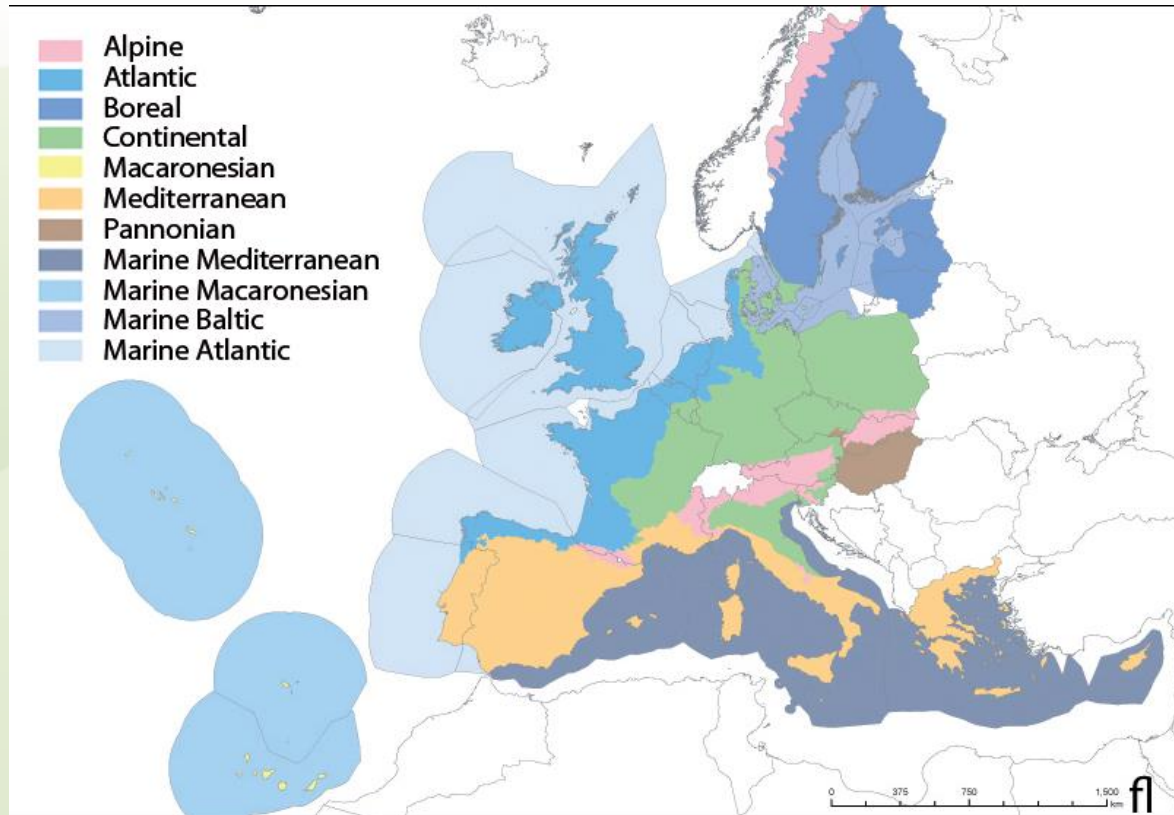 Alpine
Atlantic
Boreal
Continental
Macaronesian
Mediterranean
Pannonian
Marine Mediterranean
Marine Macaronesian
Marine Baltic
Marine Atlantic
0 375 750 1,500
km
fl